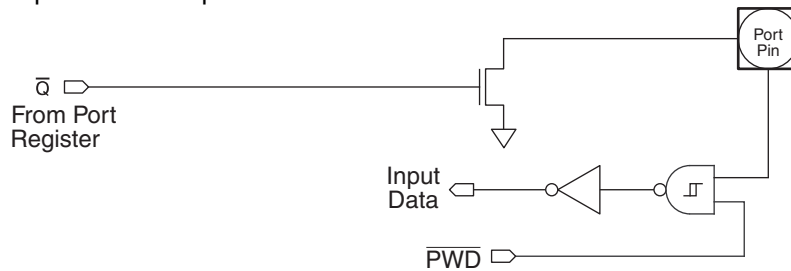 Port
Pin
Q̅
From Port
Register
Input
Data
P̅W̅D̅